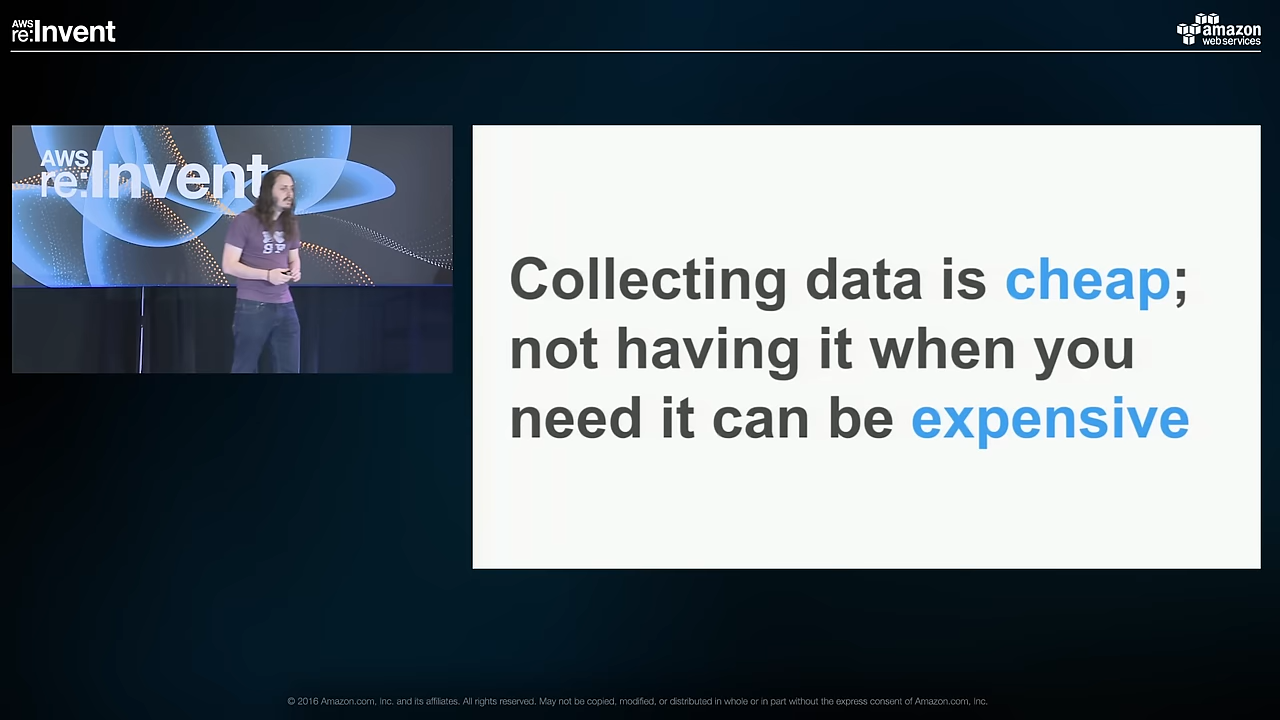 AWS
re:Invent
amazon
web services
AWS
re:Invent
Collecting data is cheap;
not having it when you
need it can be expensive
© 2016 Amazon.com, Inc. and its affiliates. All rights reserved. May not be copied, modified, or distributed in whole or in part without the express consent of Amazon.com, Inc.